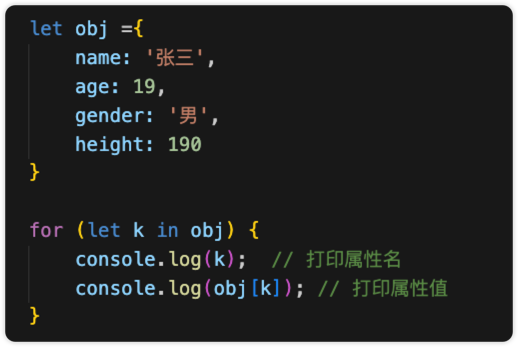 let obj ={
    name: '张三',
    age: 19,
    gender: '男',
    height: 190
}
for (let k in obj) {
    console.log(k);  // 打印属性名
    console.log(obj[k]); // 打印属性值
}